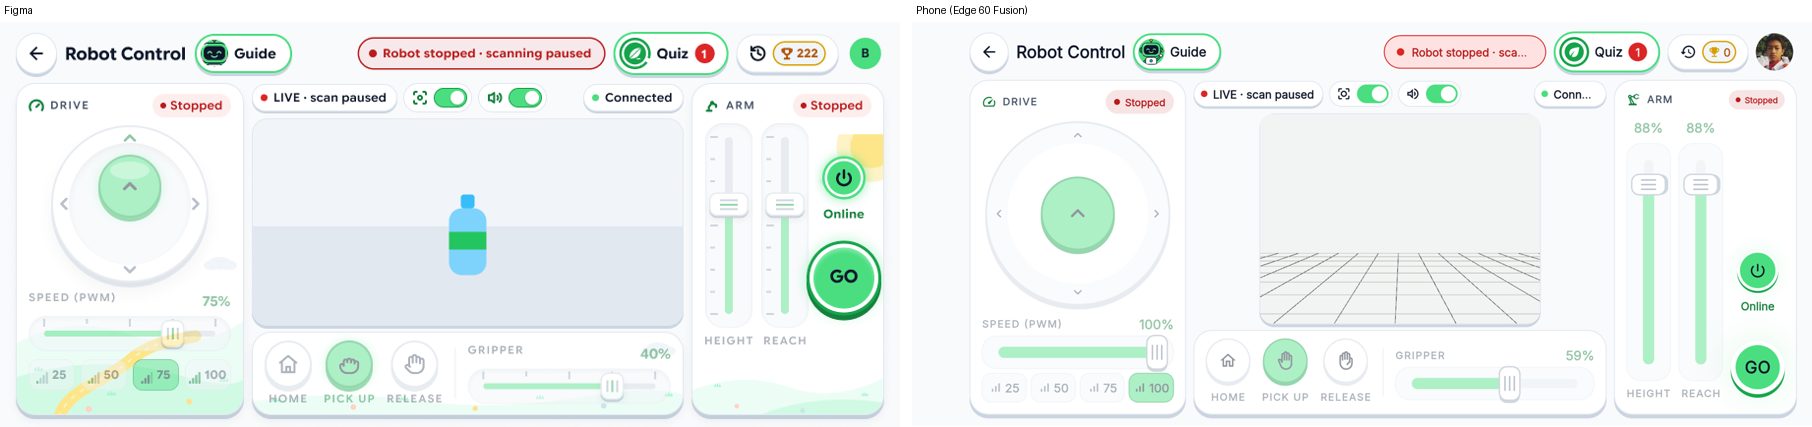 Figma
Robot Control
Guide
Robot stopped · scanning paused
Quiz
1
222
B
DRIVE
Stopped
LIVE · scan paused
Connected
ARM
Stopped
Online
GO
SPEED (PWM)
75%
25
50
75
100
HOME
PICK UP
RELEASE
GRIPPER
40%
HEIGHT
REACH
Phone (Edge 60 Fusion)
Robot Control
Guide
Robot stopped · sca...
Quiz
1
0
DRIVE
Stopped
LIVE · scan paused
Conn...
ARM
Stopped
88%
88%
Online
GO
SPEED (PWM)
100%
25
50
75
100
HOME
PICK UP
RELEASE
GRIPPER
59%
HEIGHT
REACH